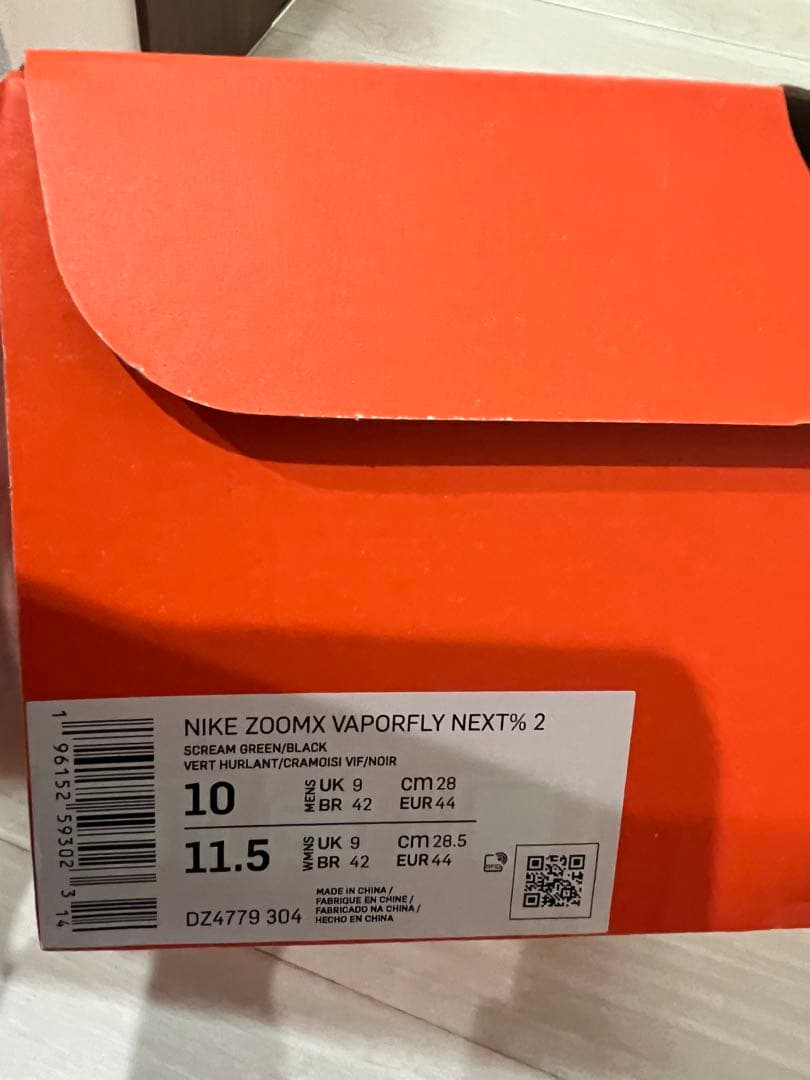 NIKE ZOOMX VAPORFLY NEXT% 2
SCREAM GREEN/BLACK
VERT HURLANT/CRAMOISI VIF/NOIR
10 MENS UK 9 cm 28
BR 42 EUR 44
11.5 WMNS UK 9 cm 28.5
BR 42 EUR 44
DZ4779 304
MADE IN CHINA /
FABRIQUE EN CHINE /
FABRICADO NA CHINA /
HECHO EN CHINA
1 96152 59302 3 14